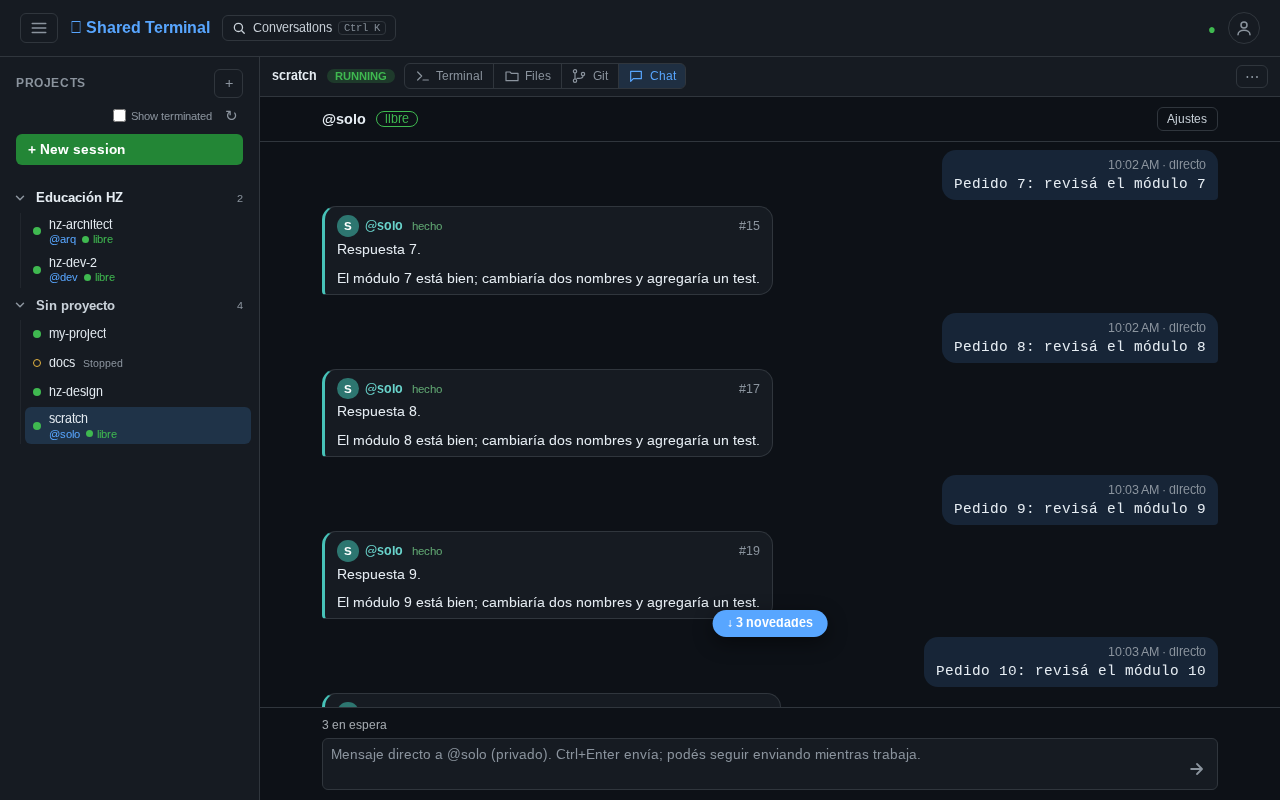 Shared Terminal
Conversations Ctrl K
PROJECTS
+
Show terminated
+ New session
Educación HZ 2
hz-architect
@arq libre
hz-dev-2
@dev libre
Sin proyecto 4
my-project
docs Stopped
hz-design
scratch
@solo libre
scratch RUNNING Terminal Files Git Chat
@solo libre Ajustes
10:02 AM · directo
Pedido 7: revisá el módulo 7
S @solo hecho #15
Respuesta 7.
El módulo 7 está bien; cambiaría dos nombres y agregaría un test.
10:02 AM · directo
Pedido 8: revisá el módulo 8
S @solo hecho #17
Respuesta 8.
El módulo 8 está bien; cambiaría dos nombres y agregaría un test.
10:03 AM · directo
Pedido 9: revisá el módulo 9
S @solo hecho #19
Respuesta 9.
El módulo 9 está bien; cambiaría dos nombres y agregaría un test.
↓ 3 novedades
10:03 AM · directo
Pedido 10: revisá el módulo 10
3 en espera
Mensaje directo a @solo (privado). Ctrl+Enter envía; podés seguir enviando mientras trabaja.